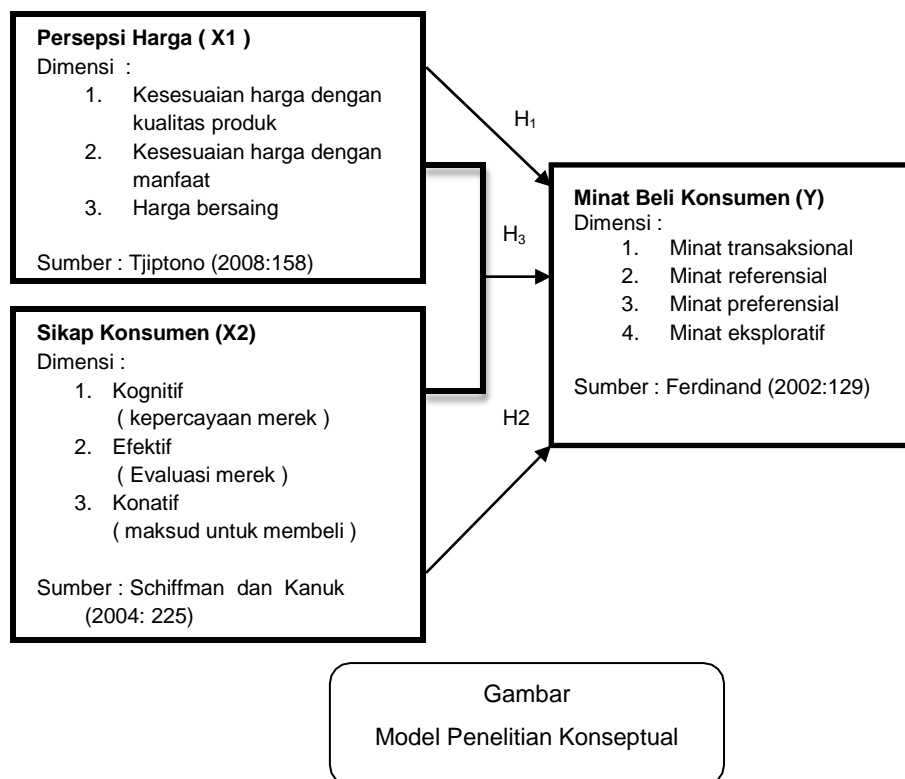 Persepsi Harga ( X1 )
Dimensi :
1. Kesesuaian harga dengan
kualitas produk
2. Kesesuaian harga dengan
manfaat
3. Harga bersaing
Sumber : Tjiptono (2008:158)
Sikap Konsumen (X2)
Dimensi :
1. Kognitif
( kepercayaan merek )
2. Efektif
( Evaluasi merek )
3. Konatif
( maksud untuk membeli )
Sumber : Schiffman dan Kanuk
(2004: 225)
H₁
H₃
H2
Minat Beli Konsumen (Y)
Dimensi :
1. Minat transaksional
2. Minat referensial
3. Minat preferensial
4. Minat eksploratif
Sumber : Ferdinand (2002:129)
Gambar
Model Penelitian Konseptual